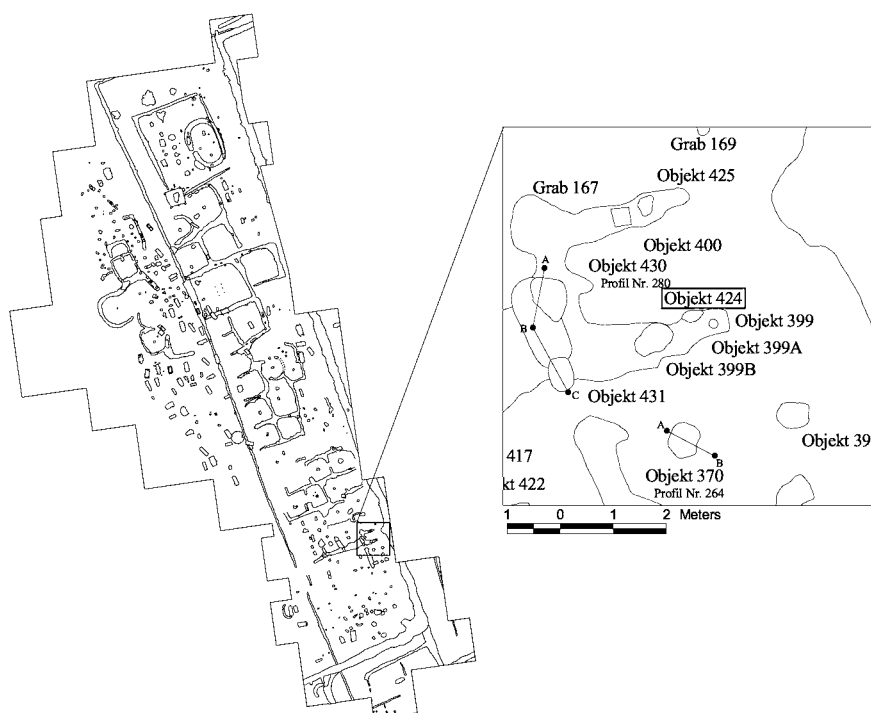 Grab 169
Objekt 425
Grab 167
Objekt 400
A
Objekt 430
Profil Nr. 280
Objekt 424
B
Objekt 399
Objekt 399A
Objekt 399B
C
Objekt 431
A
Objekt 39
417
B
Objekt 370
kt 422
Profil Nr. 264
1 0 1 2 Meters